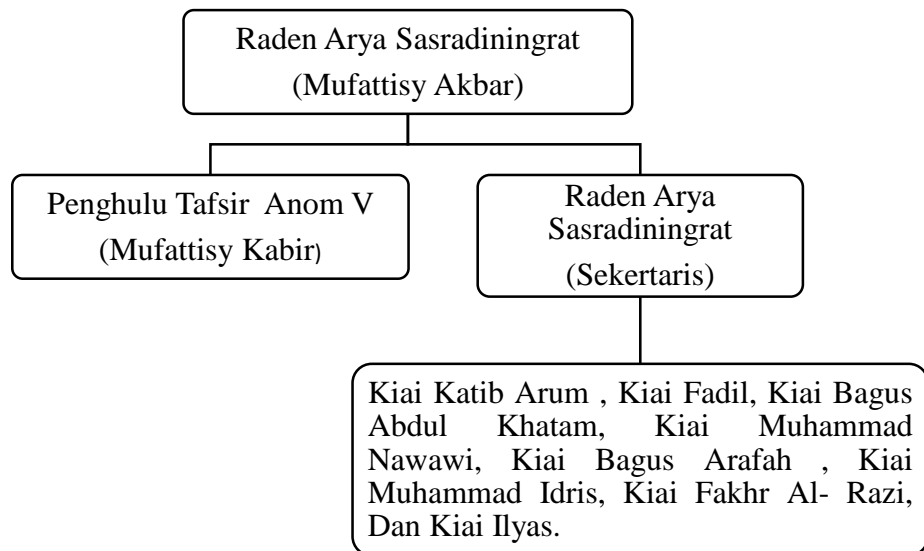 Raden Arya Sasradiningrat
(Mufattisy Akbar)
Penghulu Tafsir Anom V
(Mufattisy Kabir)
Raden Arya
Sasradiningrat
(Sekertaris)
Kiai Katib Arum , Kiai Fadil, Kiai Bagus
Abdul Khatam, Kiai Muhammad
Nawawi, Kiai Bagus Arafah , Kiai
Muhammad Idris, Kiai Fakhr Al- Razi,
Dan Kiai Ilyas.